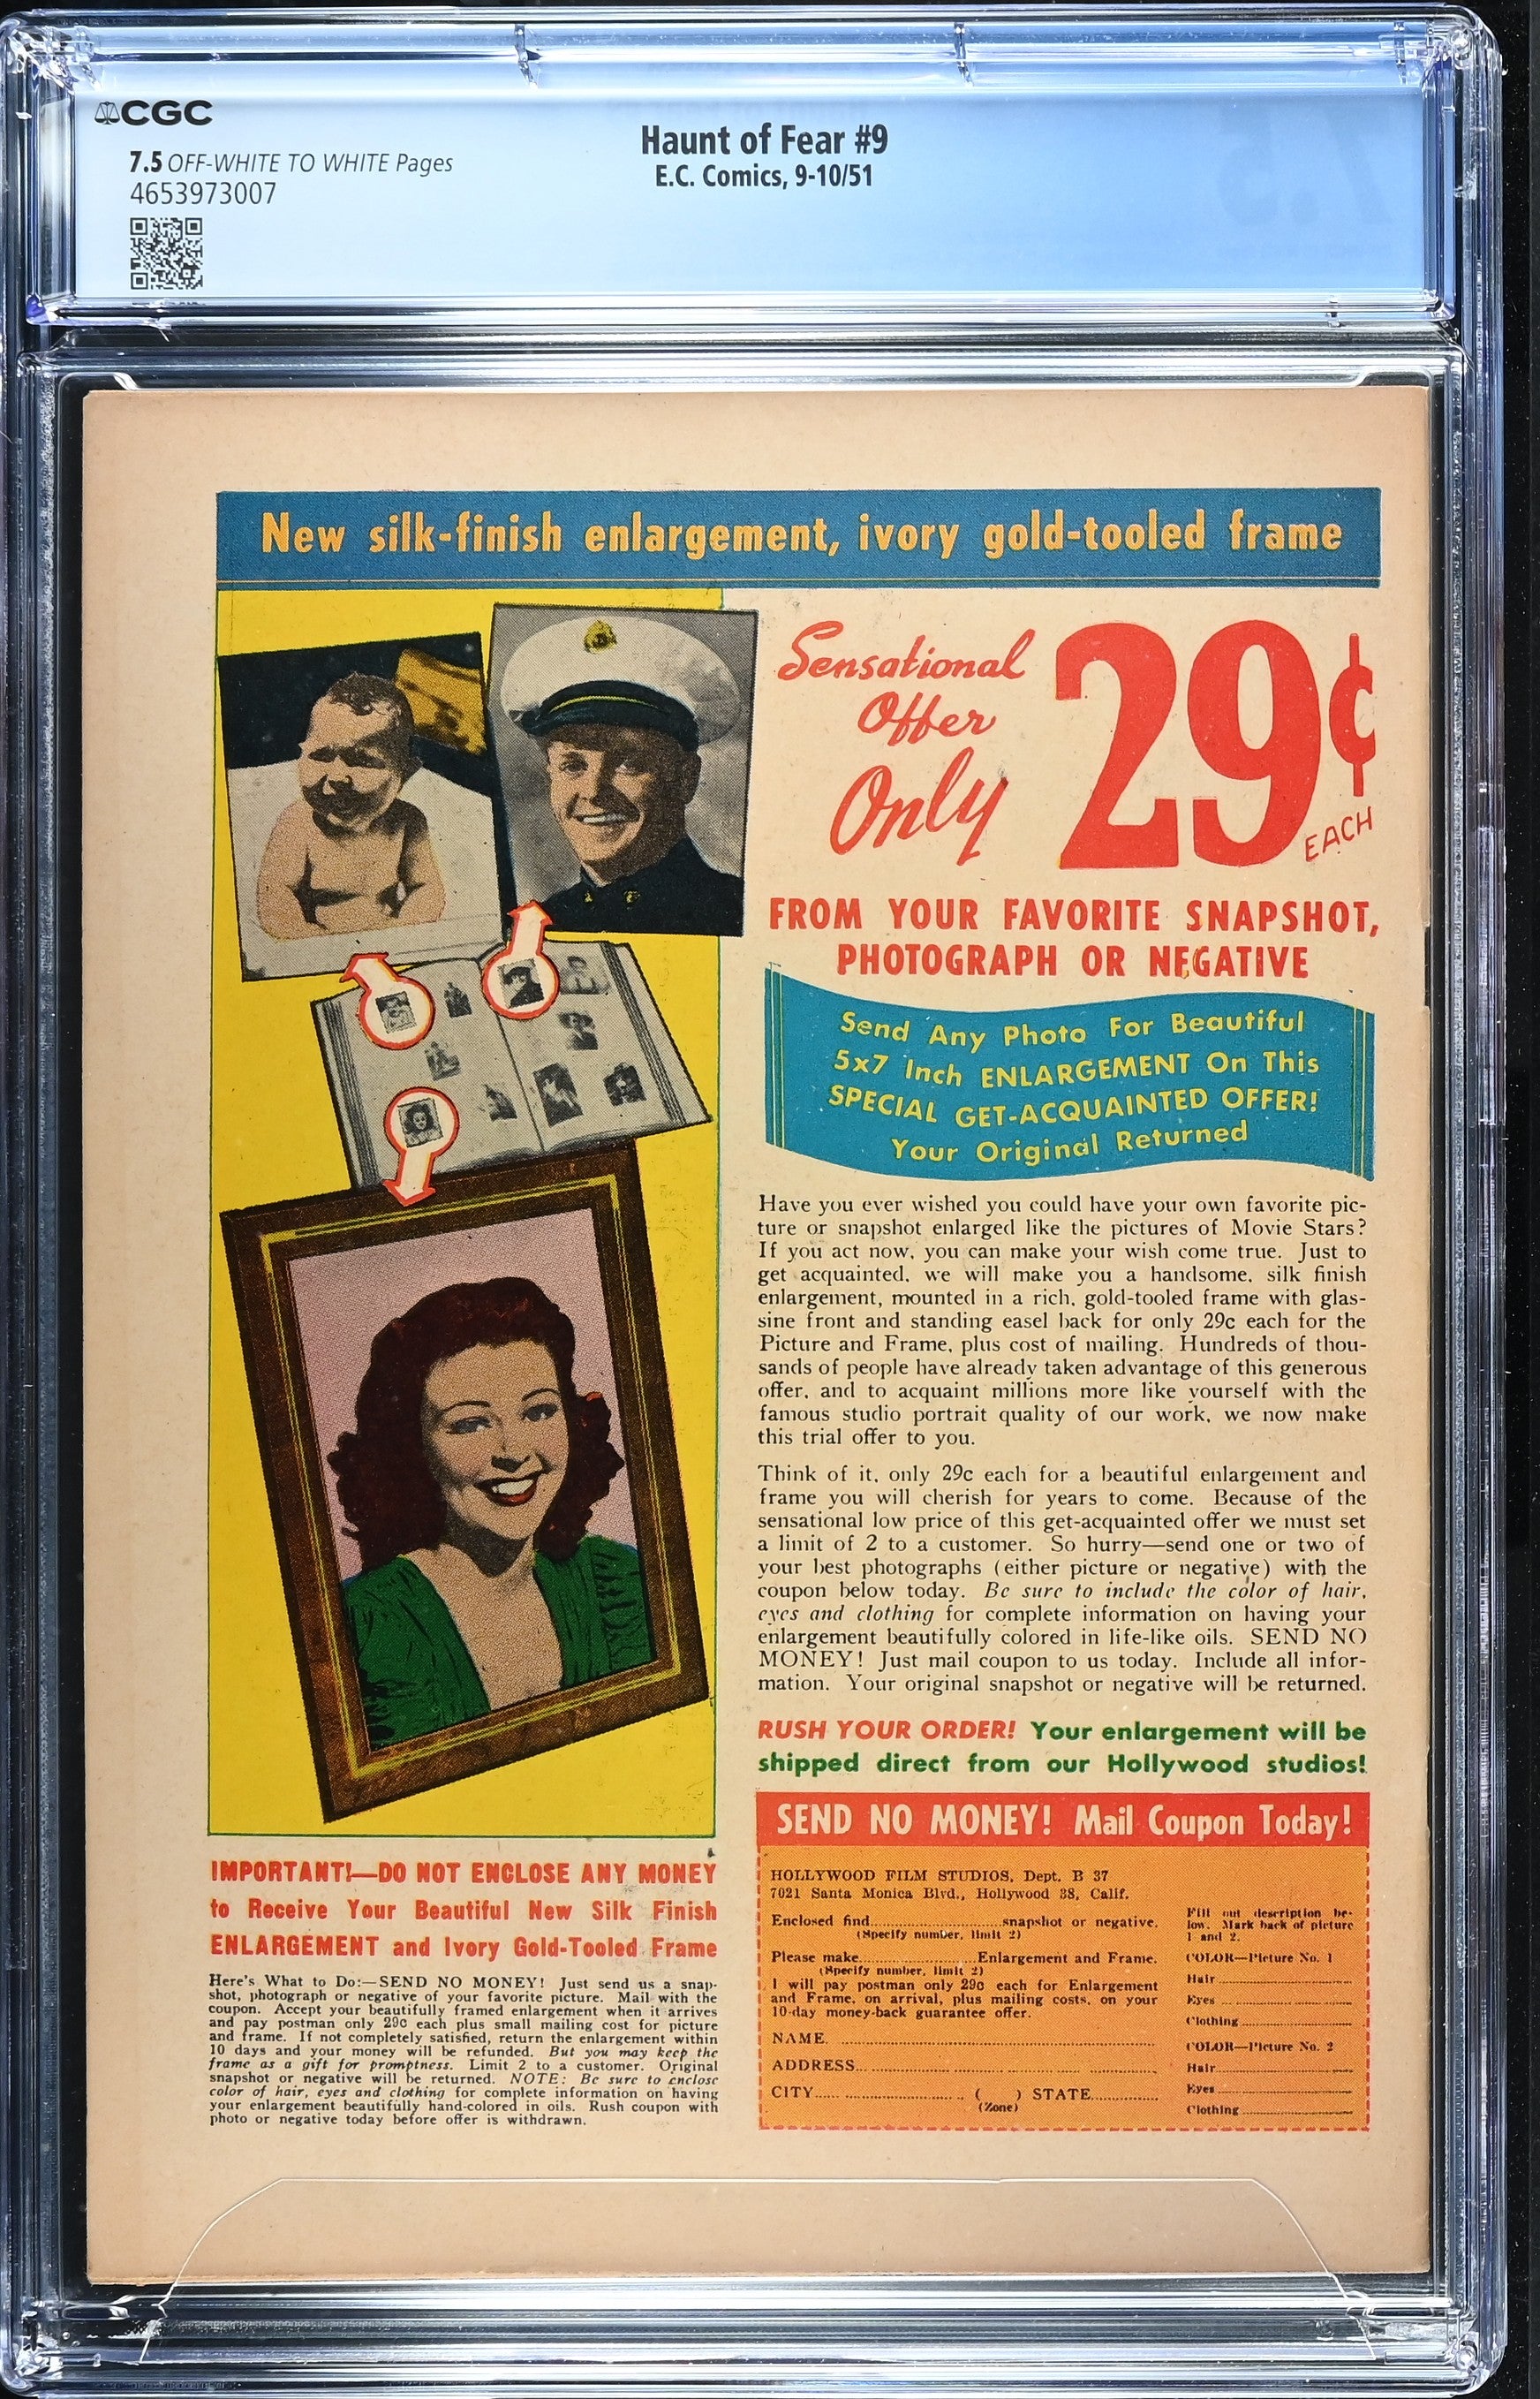 CGC
7.5 OFF-WHITE TO WHITE Pages
4653973007
Haunt of Fear #9
E.C. Comics, 9-10/51
New silk-finish enlargement, ivory gold-tooled frame
Sensational
Offer
Only
29¢
EACH
FROM YOUR FAVORITE SNAPSHOT,
PHOTOGRAPH OR NEGATIVE
Send Any Photo For Beautiful
5x7 Inch ENLARGEMENT On This
SPECIAL GET-ACQUAINTED OFFER!
Your Original Returned
Have you ever wished you could have your own favorite pic-
ture or snapshot enlarged like the pictures of Movie Stars?
If you act now, you can make your wish come true. Just to
get acquainted, we will make you a handsome, silk finish
enlargement, mounted in a rich, gold-tooled frame with glas-
sine front and standing easel back for only 29c each for the
Picture and Frame, plus cost of mailing. Hundreds of thou-
sands of people have already taken advantage of this generous
offer, and to acquaint millions more like yourself with the
famous studio portrait quality of our work, we now make
this trial offer to you.
Think of it, only 29c each for a beautiful enlargement and
frame you will cherish for years to come. Because of the
sensational low price of this get-acquainted offer we must set
a limit of 2 to a customer. So hurry—send one or two of
your best photographs (either picture or negative) with the
coupon below today. Be sure to include the color of hair,
eyes and clothing for complete information on having your
enlargement beautifully colored in life-like oils. SEND NO
MONEY! Just mail coupon to us today. Include all infor-
mation. Your original snapshot or negative will be returned.
RUSH YOUR ORDER! Your enlargement will be
shipped direct from our Hollywood studios!
IMPORTANT!—DO NOT ENCLOSE ANY MONEY
to Receive Your Beautiful New Silk Finish
ENLARGEMENT and Ivory Gold-Tooled Frame
Here's What to Do:—SEND NO MONEY! Just send us a snap-
shot, photograph or negative of your favorite picture. Mail with the
coupon. Accept your beautifully framed enlargement when it arrives
and pay postman only 29c each plus small mailing cost for picture
and frame. If not completely satisfied, return the enlargement within
10 days and your money will be refunded. But you may keep the
frame as a gift for promptness. Limit 2 to a customer. Original
snapshot or negative will be returned. NOTE: Be sure to enclose
color of hair, eyes and clothing for complete information on having
your enlargement beautifully hand-colored in oils. Rush coupon with
photo or negative today before offer is withdrawn.
SEND NO MONEY! Mail Coupon Today!
HOLLYWOOD FILM STUDIOS, Dept. B 37
7021 Santa Monica Blvd., Hollywood 38, Calif.
Enclosed find..............................snapshot or negative.
(Specify number, limit 2)
Please make..........................Enlargement and Frame.
(Specify number, limit 2)
I will pay postman only 29c each for Enlargement
and Frame, on arrival, plus mailing costs, on your
10-day money-back guarantee offer.
NAME
ADDRESS
CITY ( ) STATE
(Zone)
Fill out description be-
low. Mark back of picture
1 and 2.
COLOR—Picture No. 1
Hair
Eyes
Clothing
COLOR—Picture No. 2
Hair
Eyes
Clothing